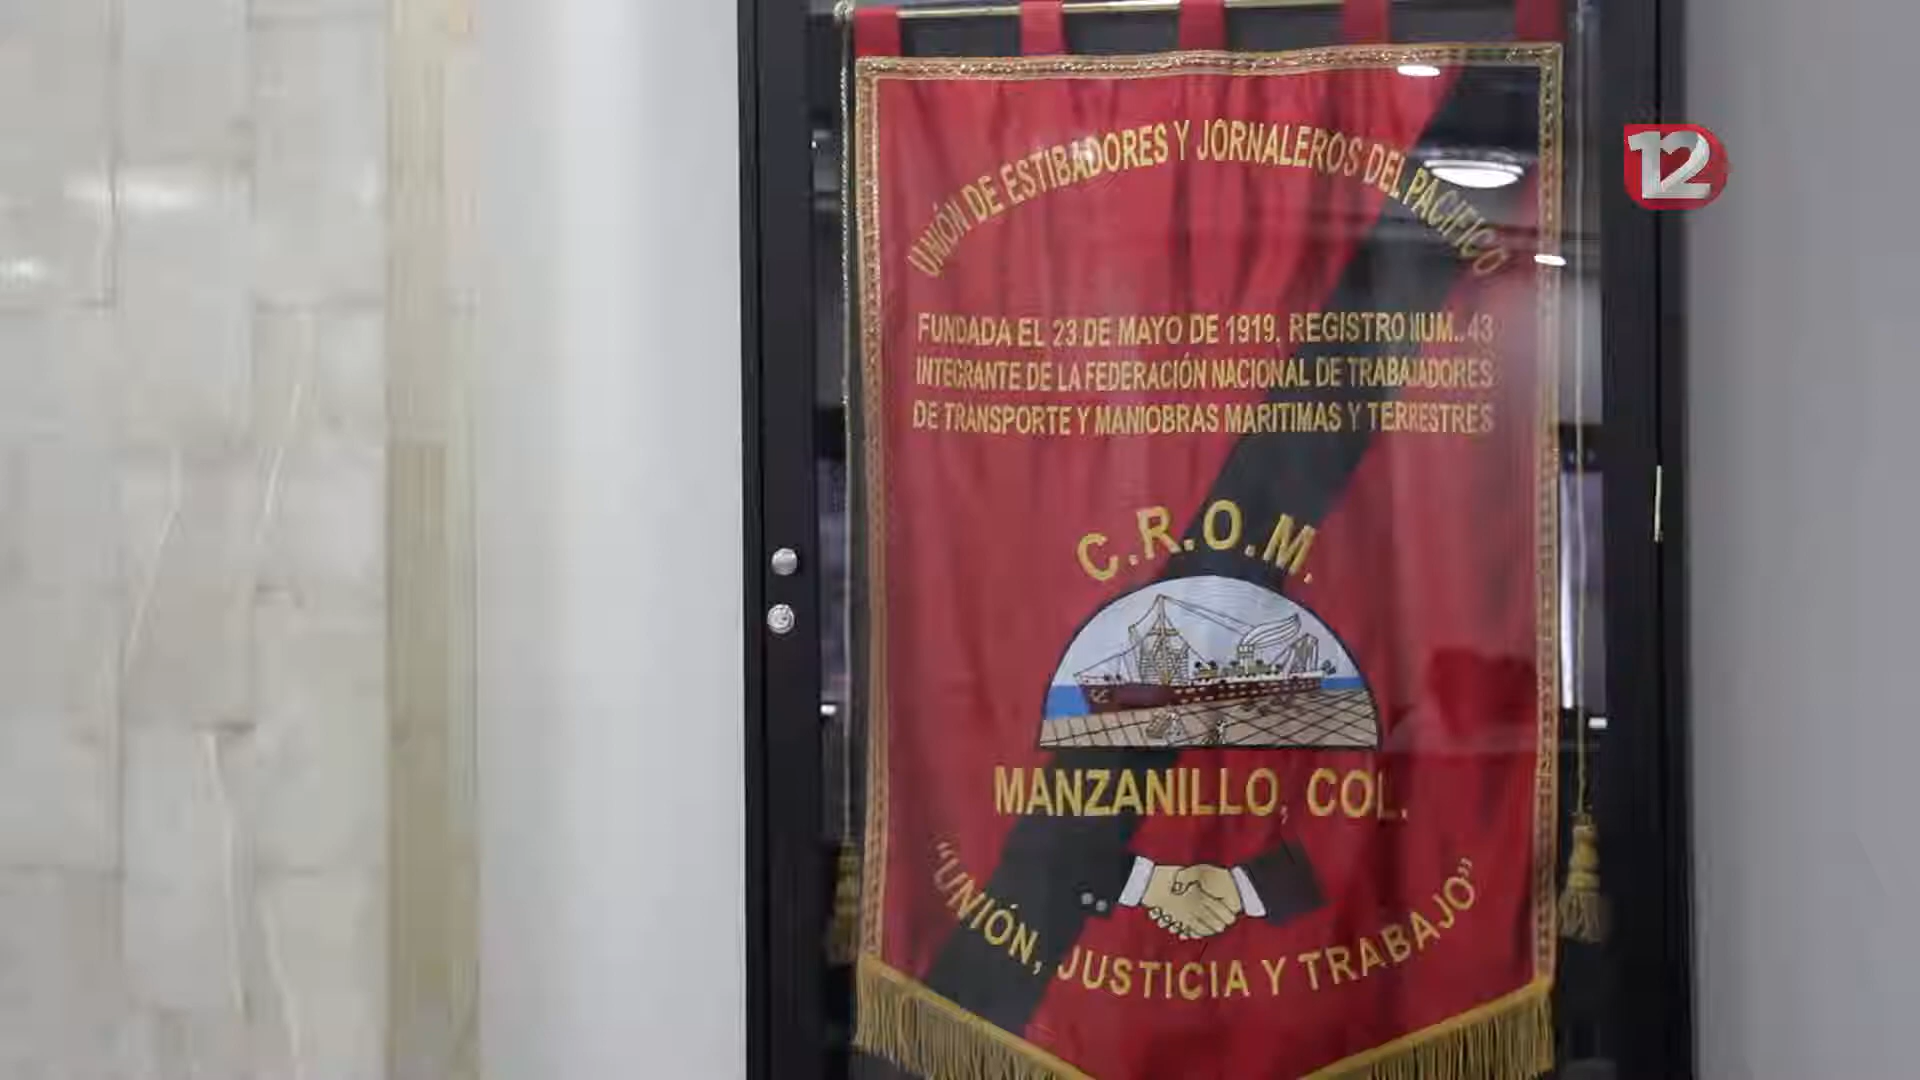 12
UNIÓN DE ESTIBADORES Y JORNALEROS DEL PACIFICO
FUNDADA EL 23 DE MAYO DE 1919. REGISTRO NUM.. 43
INTEGRANTE DE LA FEDERACIÓN NACIONAL DE TRABAJADORES
DE TRANSPORTE Y MANIOBRAS MARITIMAS Y TERRESTRES
C.R.O.M.
MANZANILLO, COL.
“UNIÓN, JUSTICIA Y TRABAJO”